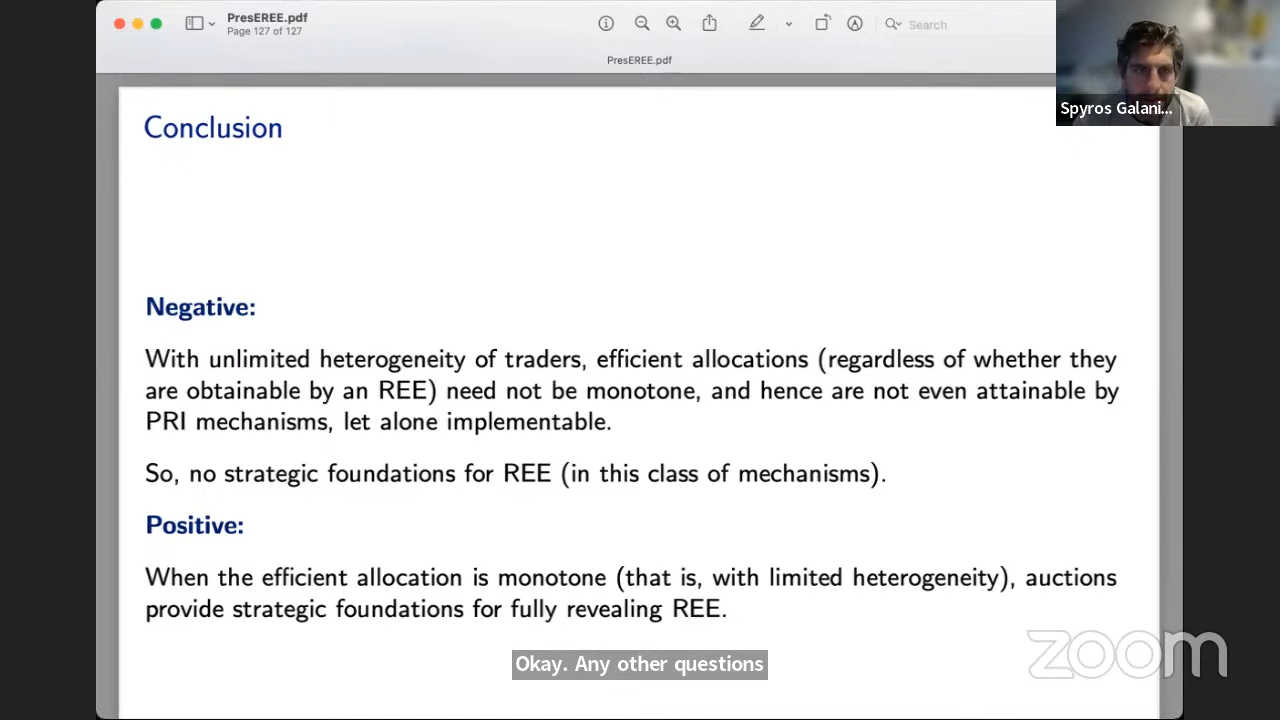 PresEREE.pdf
Page 127 of 127
Search
PresEREE.pdf
Spyros Galani...
Conclusion
Negative:
With unlimited heterogeneity of traders, efficient allocations (regardless of whether they
are obtainable by an REE) need not be monotone, and hence are not even attainable by
PRI mechanisms, let alone implementable.
So, no strategic foundations for REE (in this class of mechanisms).
Positive:
When the efficient allocation is monotone (that is, with limited heterogeneity), auctions
provide strategic foundations for fully revealing REE.
Okay. Any other questions
zoom